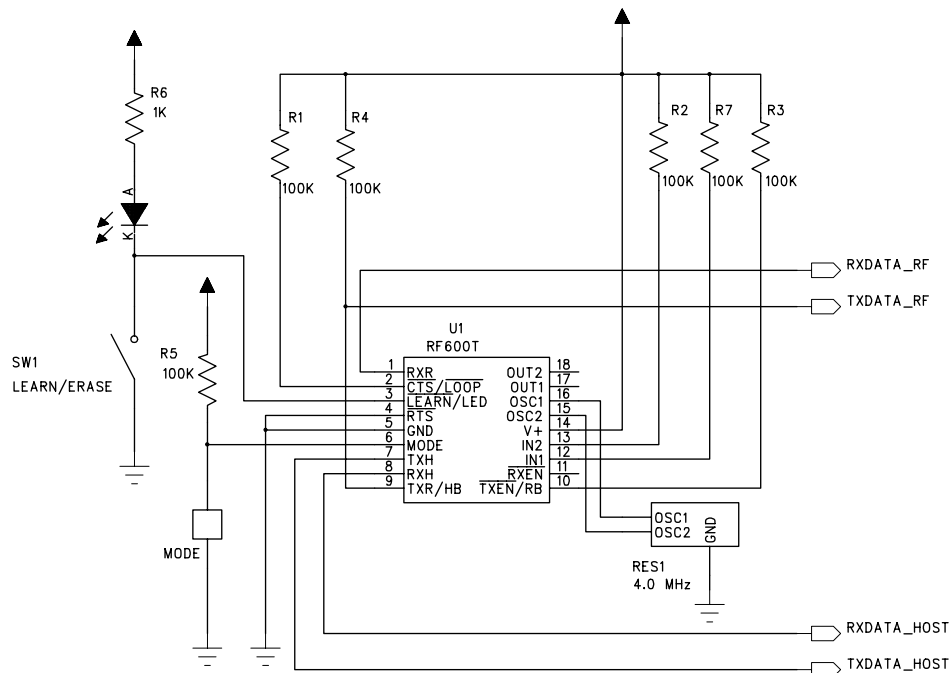 R6
1K
A
K
R1
100K
R4
100K
R2
100K
R7
100K
R3
100K
RXDATA_RF
TXDATA_RF
SW1
LEARN/ERASE
R5
100K
MODE
U1
RF600T
1 RXR
2 CTS/LOOP
3 LEARN/LED
4 RTS
5 GND
6 MODE
7 TXH
8 RXH
9 TXR/HB
OUT2 18
OUT1 17
OSC1 16
OSC2 15
V+ 14
IN2 13
IN1 12
RXEN 11
TXEN/RB 10
OSC1
OSC2
GND
RES1
4.0 MHz
RXDATA_HOST
TXDATA_HOST